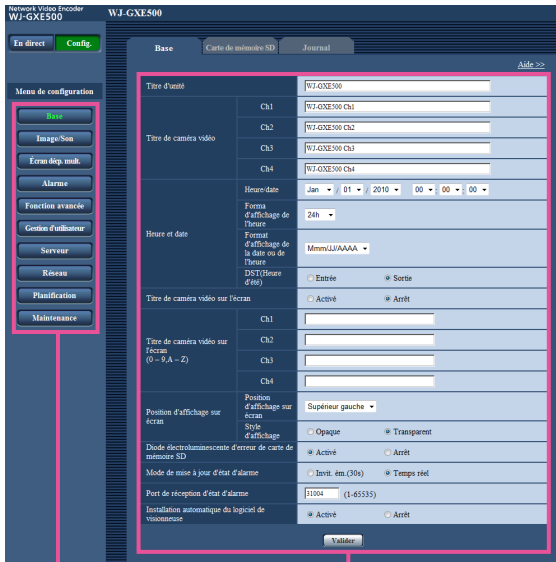 Network Video Encoder
WJ-GXE500
WJ-GXE500
En direct
Config.
Base
Carte de mémoire SD
Journal
Aide >>
Menu de configuration
Base
Image/Son
Écran déçp. mult.
Alarme
Fonction avancée
Gestion d'utilisateur
Serveur
Réseau
Planification
Maintenance
Titre d'unité
WJ-GXE500
Titre de caméra vidéo
Ch1
WJ-GXE500 Ch1
Ch2
WJ-GXE500 Ch2
Ch3
WJ-GXE500 Ch3
Ch4
WJ-GXE500 Ch4
Heure et date
Heure/date
Jan / 01 / 2010 00 : 00 : 00
Forma
d'affichage de
l'heure
24h
Format
d'affichage de
la date ou de
l'heure
Mmm/JJ/AAAA
DST(Heure
d'été)
Entrée
Sortie
Titre de caméra vidéo sur l'écran
Activé
Arrêt
Titre de caméra vidéo sur
l'écran
(0 – 9,A – Z)
Ch1
Ch2
Ch3
Ch4
Position d'affichage sur
écran
Position
d'affichage sur
écran
Supérieur gauche
Style
d'affichage
Opaque
Transparent
Diode électroluminescente d'erreur de carte de
mémoire SD
Activé
Arrêt
Mode de mise à jour d'état d'alarme
Invit. ém.(30s)
Temps réel
Port de réception d'état d'alarme
31004
(1-65535)
Installation automatique du logiciel de
visionneuse
Activé
Arrêt
Valider